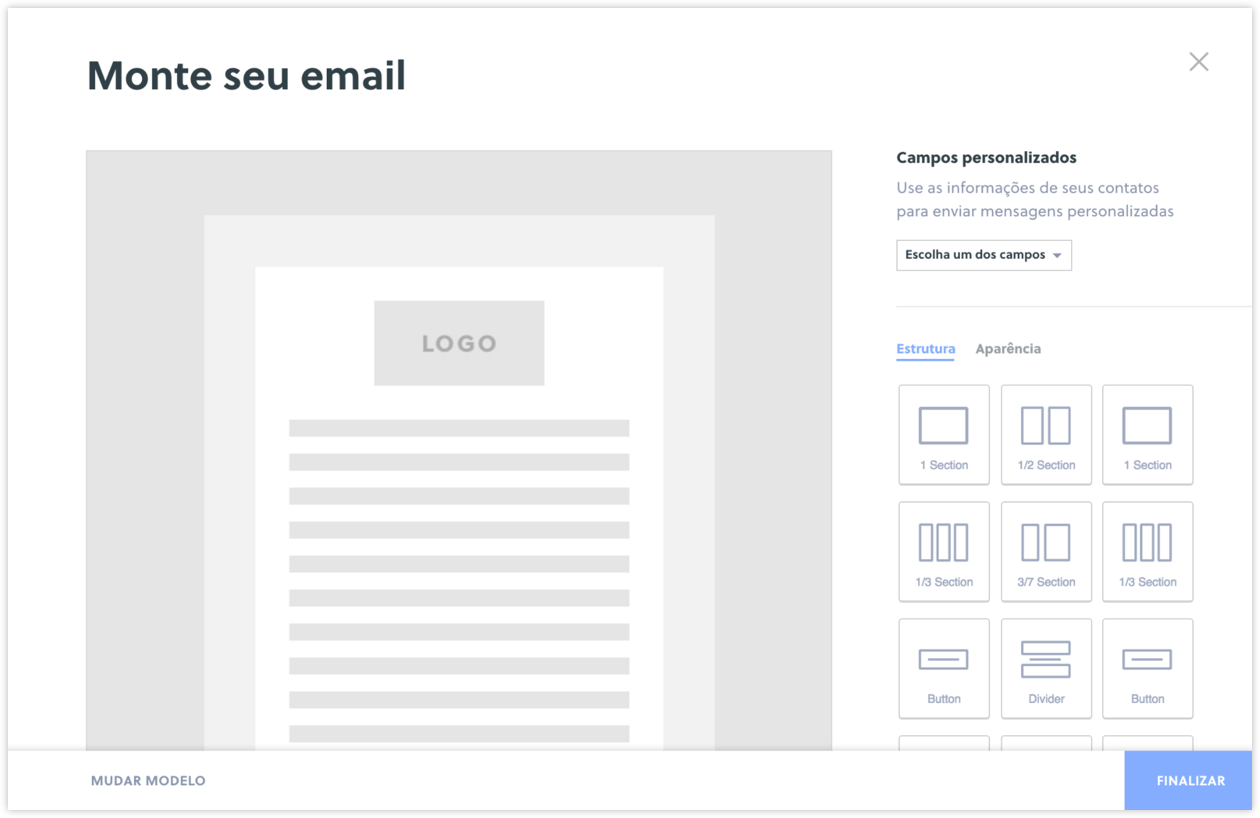 Monte seu email
Campos personalizados
Use as informações de seus contatos
para enviar mensagens personalizadas
Escolha um dos campos
Estrutura Aparência
LOGO
1 Section 1/2 Section 1 Section
1/3 Section 3/7 Section 1/3 Section
Button Divider Button
MUDAR MODELO FINALIZAR